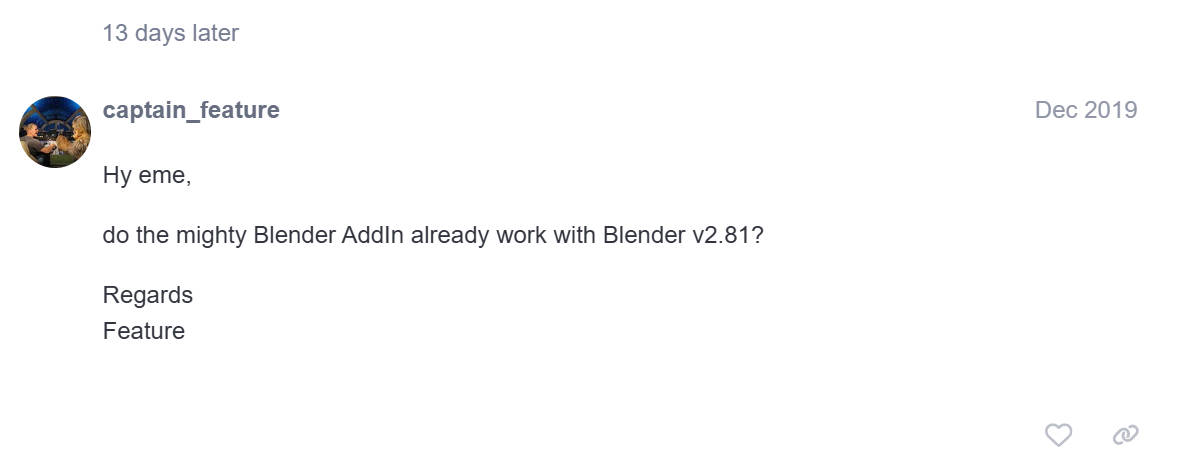 13 days later
captain_feature
Dec 2019
Hy eme,
do the mighty Blender AddIn already work with Blender v2.81?
Regards
Feature